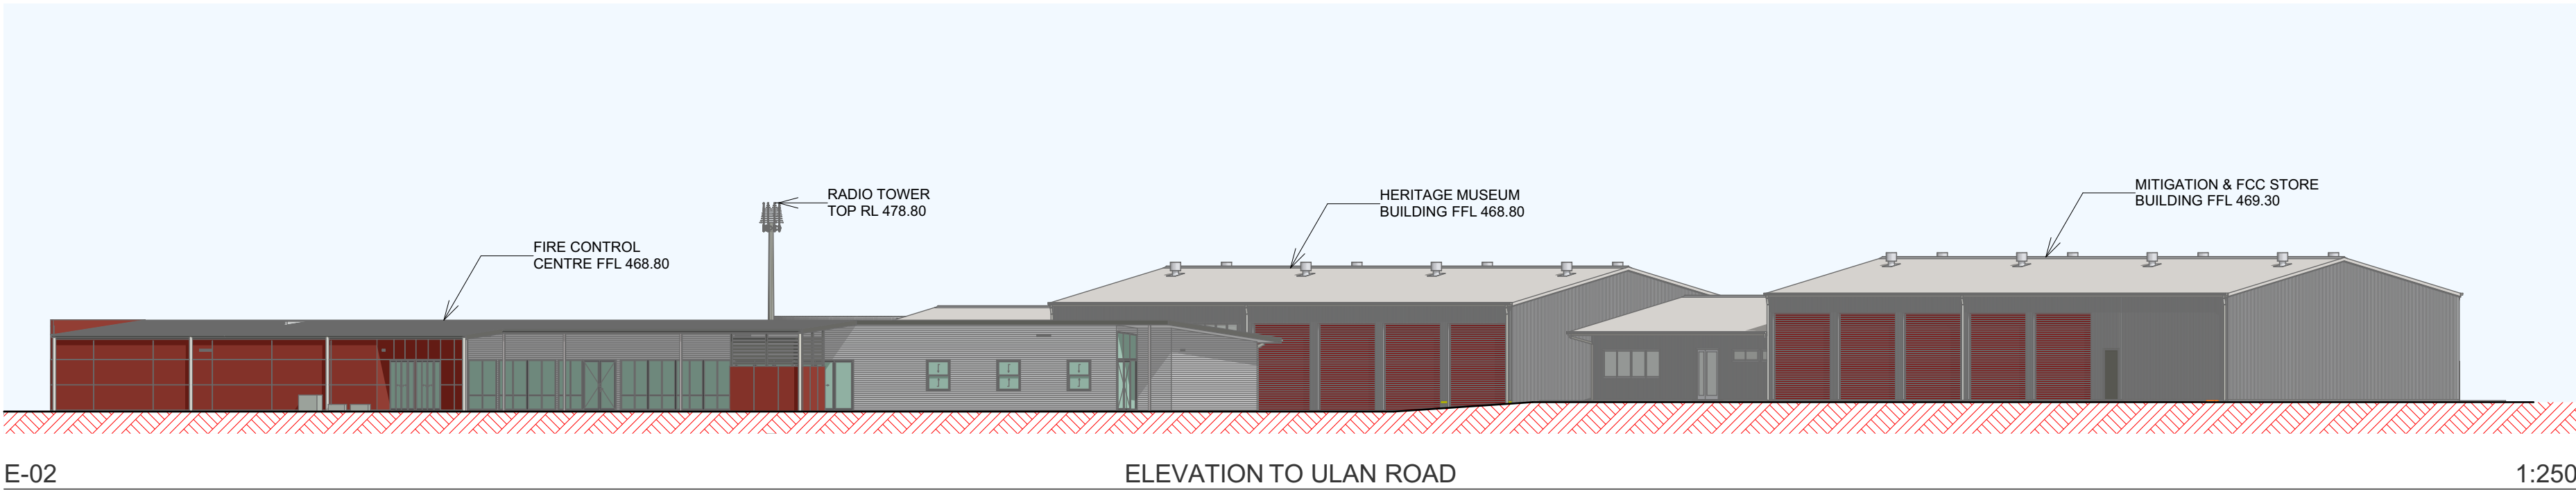 RADIO TOWER
TOP RL 478.80
HERITAGE MUSEUM
BUILDING FFL 468.80
MITIGATION & FCC STORE
BUILDING FFL 469.30
FIRE CONTROL
CENTRE FFL 468.80
E-02
ELEVATION TO ULAN ROAD
1:250